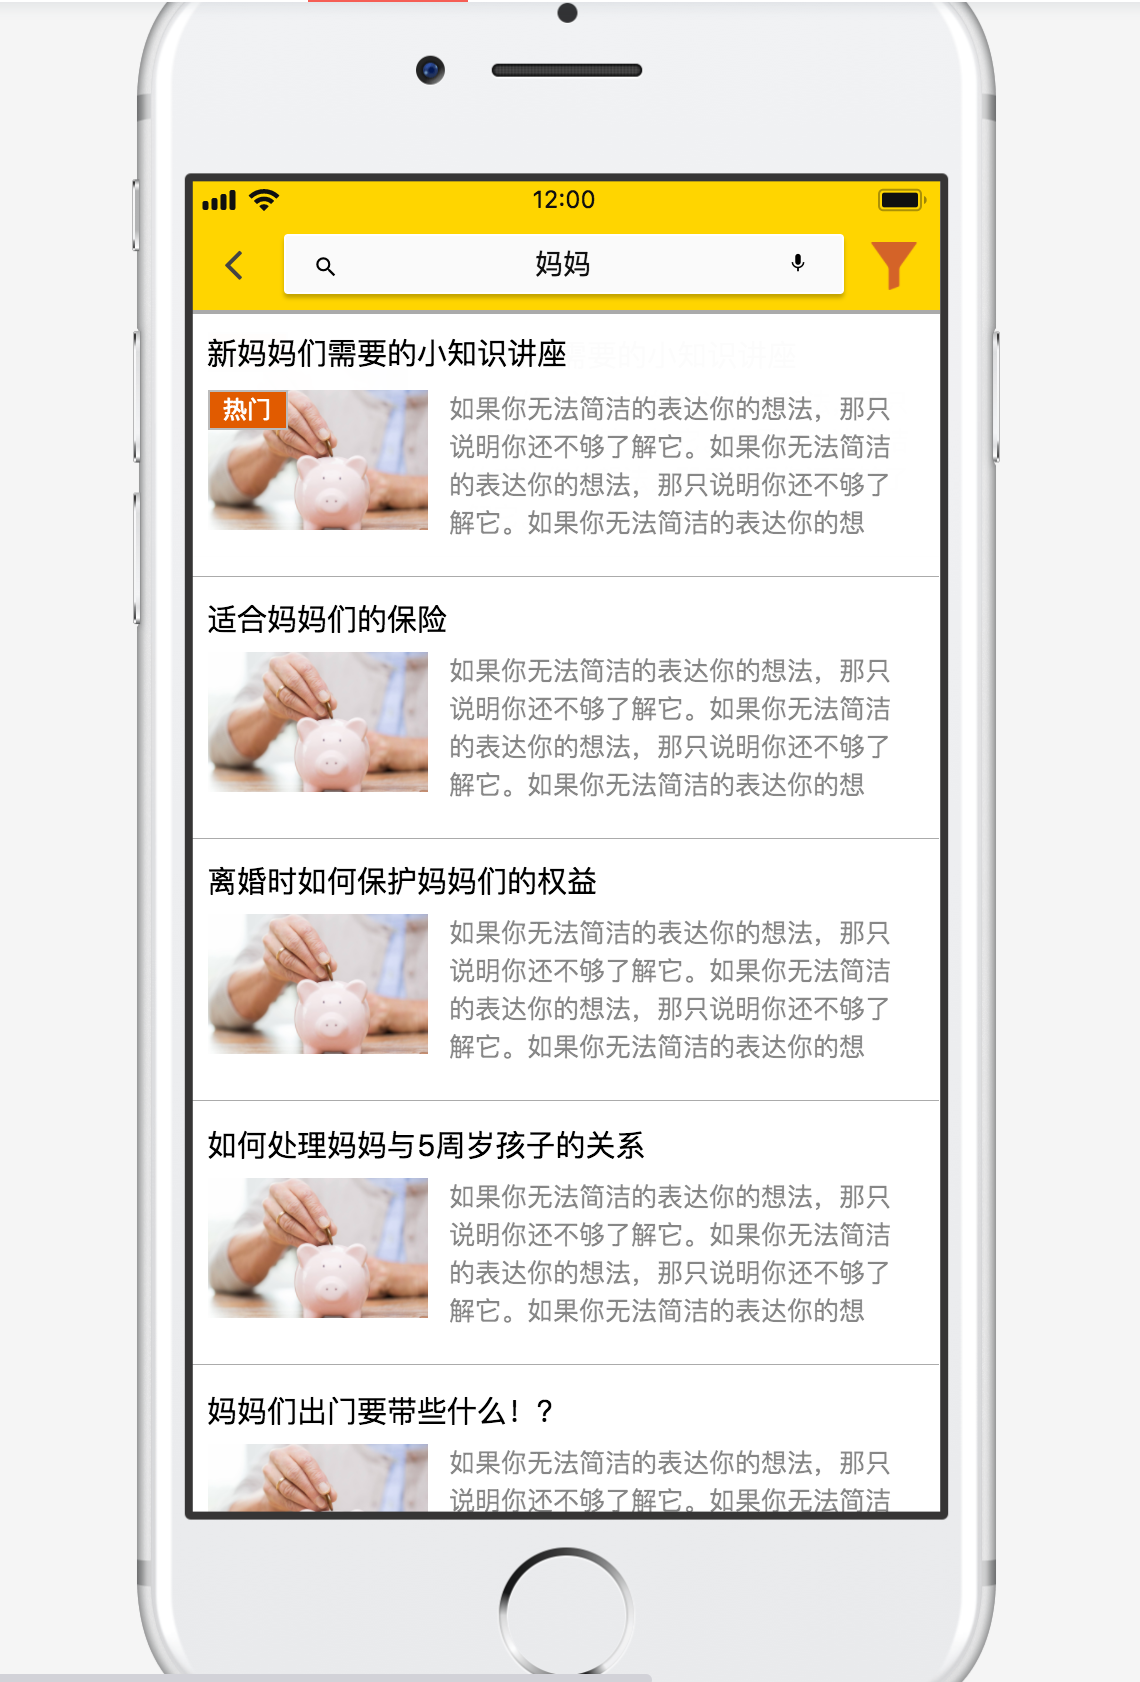 12:00
妈妈
新妈妈们需要的小知识讲座
热门
如果你无法简洁的表达你的想法，那只
说明你还不够了解它。如果你无法简洁
的表达你的想法，那只说明你还不够了
解它。如果你无法简洁的表达你的想
适合妈妈们的保险
如果你无法简洁的表达你的想法，那只
说明你还不够了解它。如果你无法简洁
的表达你的想法，那只说明你还不够了
解它。如果你无法简洁的表达你的想
离婚时如何保护妈妈们的权益
如果你无法简洁的表达你的想法，那只
说明你还不够了解它。如果你无法简洁
的表达你的想法，那只说明你还不够了
解它。如果你无法简洁的表达你的想
如何处理妈妈与5周岁孩子的关系
如果你无法简洁的表达你的想法，那只
说明你还不够了解它。如果你无法简洁
的表达你的想法，那只说明你还不够了
解它。如果你无法简洁的表达你的想
妈妈们出门要带些什么！?
如果你无法简洁的表达你的想法，那只
说明你还不够了解它。如果你无法简洁